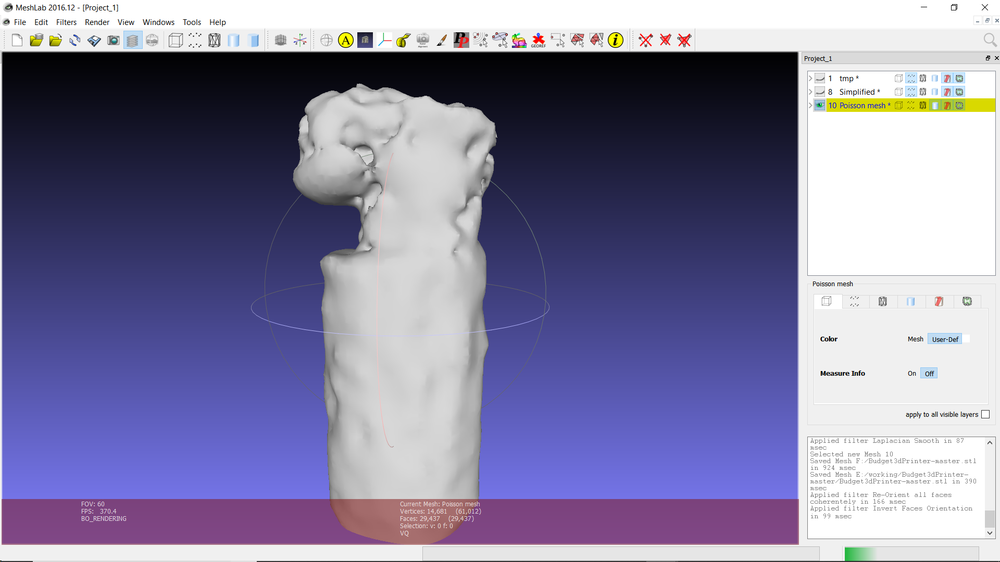 MeshLab 2016.12 - [Project_1]
File Edit Filters Render View Windows Tools Help
A
PP
GEOREF
i
Project_1
1 tmp *
8 Simplified *
10 Poisson mesh *
Poisson mesh
Color Mesh User-Def
Measure Info On Off
apply to all visible layers
Applied filter Laplacian Smooth in 87
msec
Selected new Mesh 10
Saved Mesh F:/Budget3dPrinter-master.stl
in 924 msec
Saved Mesh E:/working/Budget3dPrinter-
master/Budget3dPrinter-master.stl in 390
msec
Applied filter Re-Orient all faces
coherentely in 166 msec
Applied filter Invert Faces Orientation
in 99 msec
FOV: 60
FPS: 370.4
BO_RENDERING
Current Mesh: Poisson mesh
Vertices: 14,681 (61,012)
Faces: 29,437 (29,437)
Selection: v: 0 f: 0
VQ